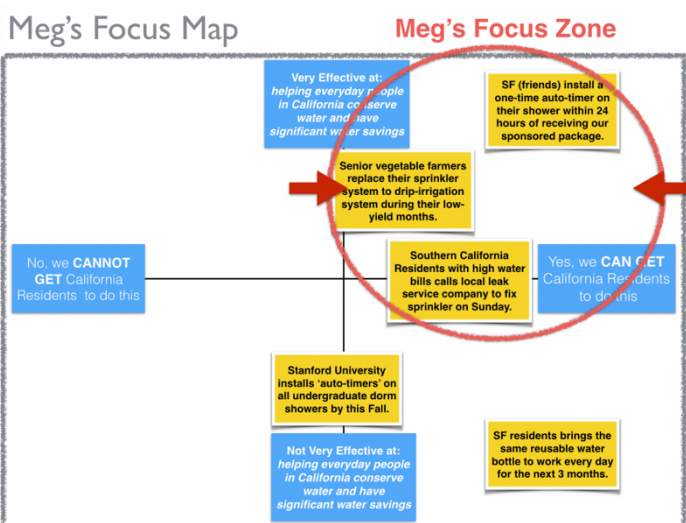 Meg's Focus Map
Meg's Focus Zone
Very Effective at:
helping everyday people
in California conserve
water and have
significant water savings
SF (friends) install a
one-time auto-timer on
their shower within 24
hours of receiving our
sponsored package.
Senior vegetable farmers
replace their sprinkler
system to drip-irrigation
system during their low-
yield months.
No, we CANNOT
GET California
Residents to do this
Southern California
Residents with high water
bills calls local leak
service company to fix
sprinkler on Sunday.
Yes, we CAN GET
California Residents
to do this
Stanford University
installs 'auto-timers' on
all undergraduate dorm
showers by this Fall.
Not Very Effective at:
helping everyday people
in California conserve
water and have
significant water savings
SF residents brings the
same reusable water
bottle to work every day
for the next 3 months.